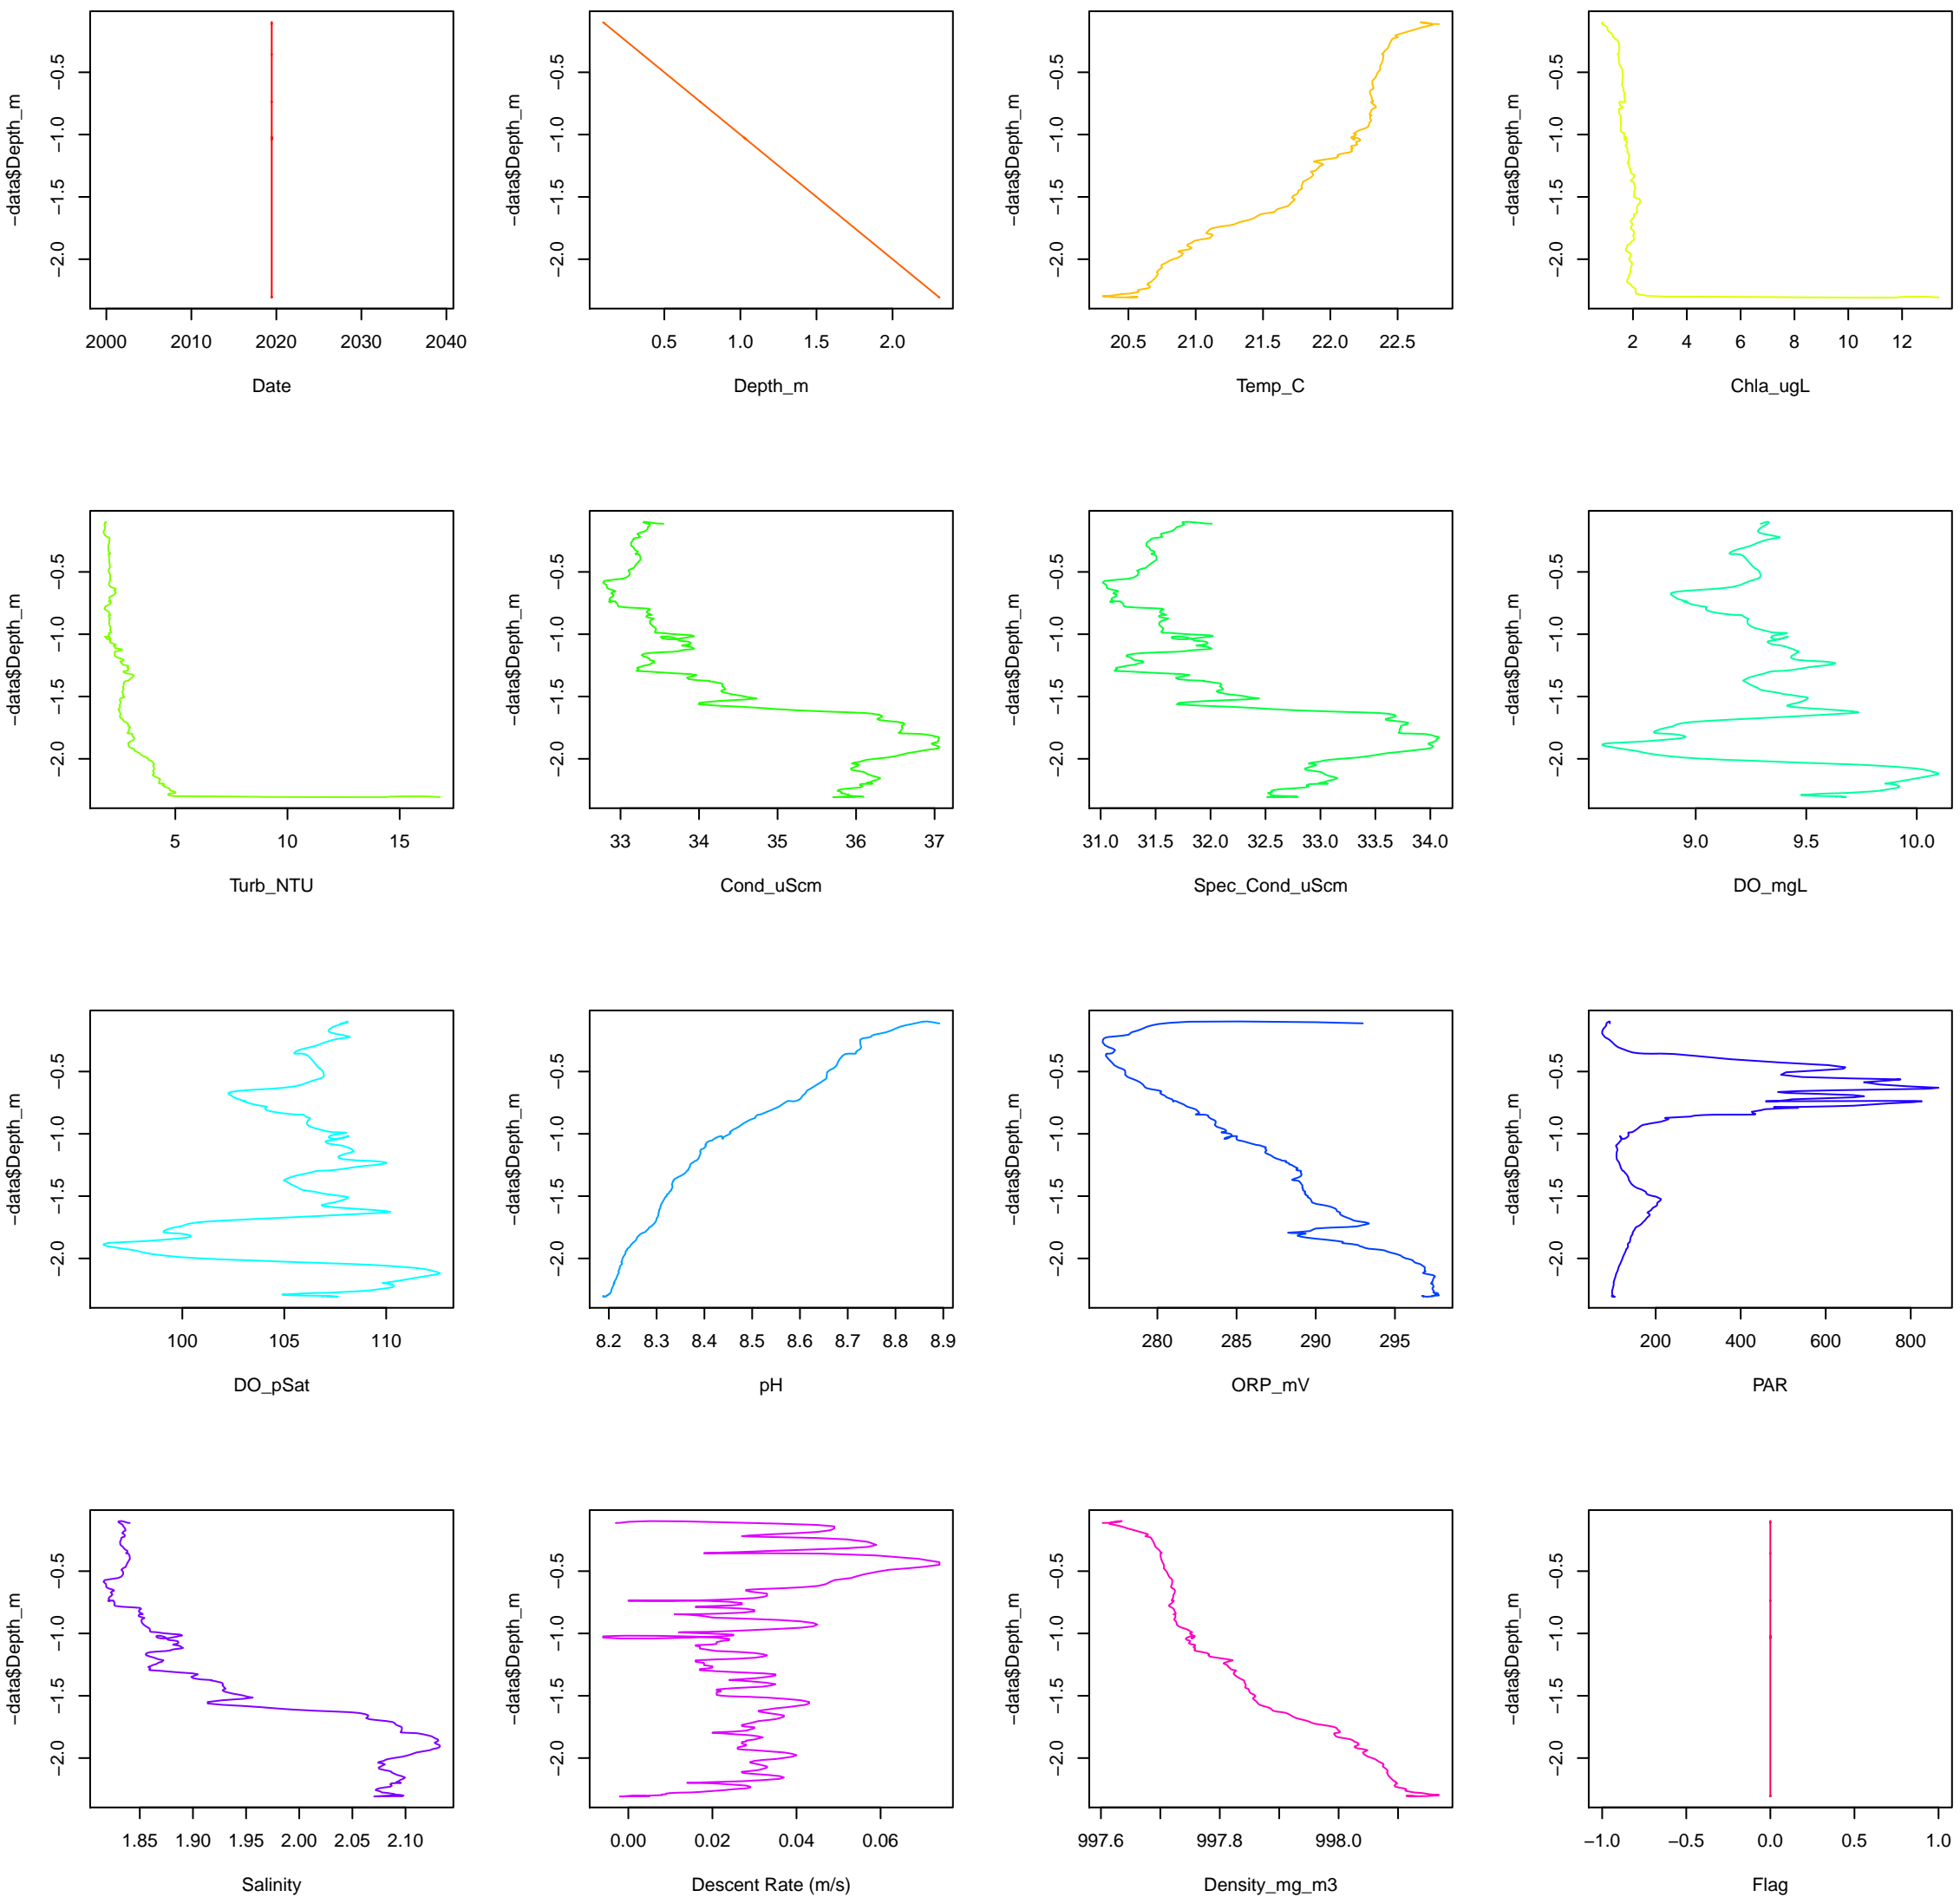 −data$Depth_m −data$Depth_m −data$Depth_m −data$Depth_m
−0.5 −0.5 −0.5 −0.5
−1.0 −1.0 −1.0 −1.0
−1.5 −1.5 −1.5 −1.5
−2.0 −2.0 −2.0 −2.0
2000 2010 2020 2030 2040 0.5 1.0 1.5 2.0 20.5 21.0 21.5 22.0 22.5 2 4 6 8 10 12
Date Depth_m Temp_C Chla_ugL
−data$Depth_m −data$Depth_m −data$Depth_m −data$Depth_m
−0.5 −0.5 −0.5 −0.5
−1.0 −1.0 −1.0 −1.0
−1.5 −1.5 −1.5 −1.5
−2.0 −2.0 −2.0 −2.0
5 10 15 33 34 35 36 37 31.0 31.5 32.0 32.5 33.0 33.5 34.0 9.0 9.5 10.0
Turb_NTU Cond_uScm Spec_Cond_uScm DO_mgL
−data$Depth_m −data$Depth_m −data$Depth_m −data$Depth_m
−0.5 −0.5 −0.5 −0.5
−1.0 −1.0 −1.0 −1.0
−1.5 −1.5 −1.5 −1.5
−2.0 −2.0 −2.0 −2.0
100 105 110 8.2 8.3 8.4 8.5 8.6 8.7 8.8 8.9 280 285 290 295 200 400 600 800
DO_pSat pH ORP_mV PAR
−data$Depth_m −data$Depth_m −data$Depth_m −data$Depth_m
−0.5 −0.5 −0.5 −0.5
−1.0 −1.0 −1.0 −1.0
−1.5 −1.5 −1.5 −1.5
−2.0 −2.0 −2.0 −2.0
1.85 1.90 1.95 2.00 2.05 2.10 0.00 0.02 0.04 0.06 997.6 997.8 998.0 −1.0 −0.5 0.0 0.5 1.0
Salinity Descent Rate (m/s) Density_mg_m3 Flag